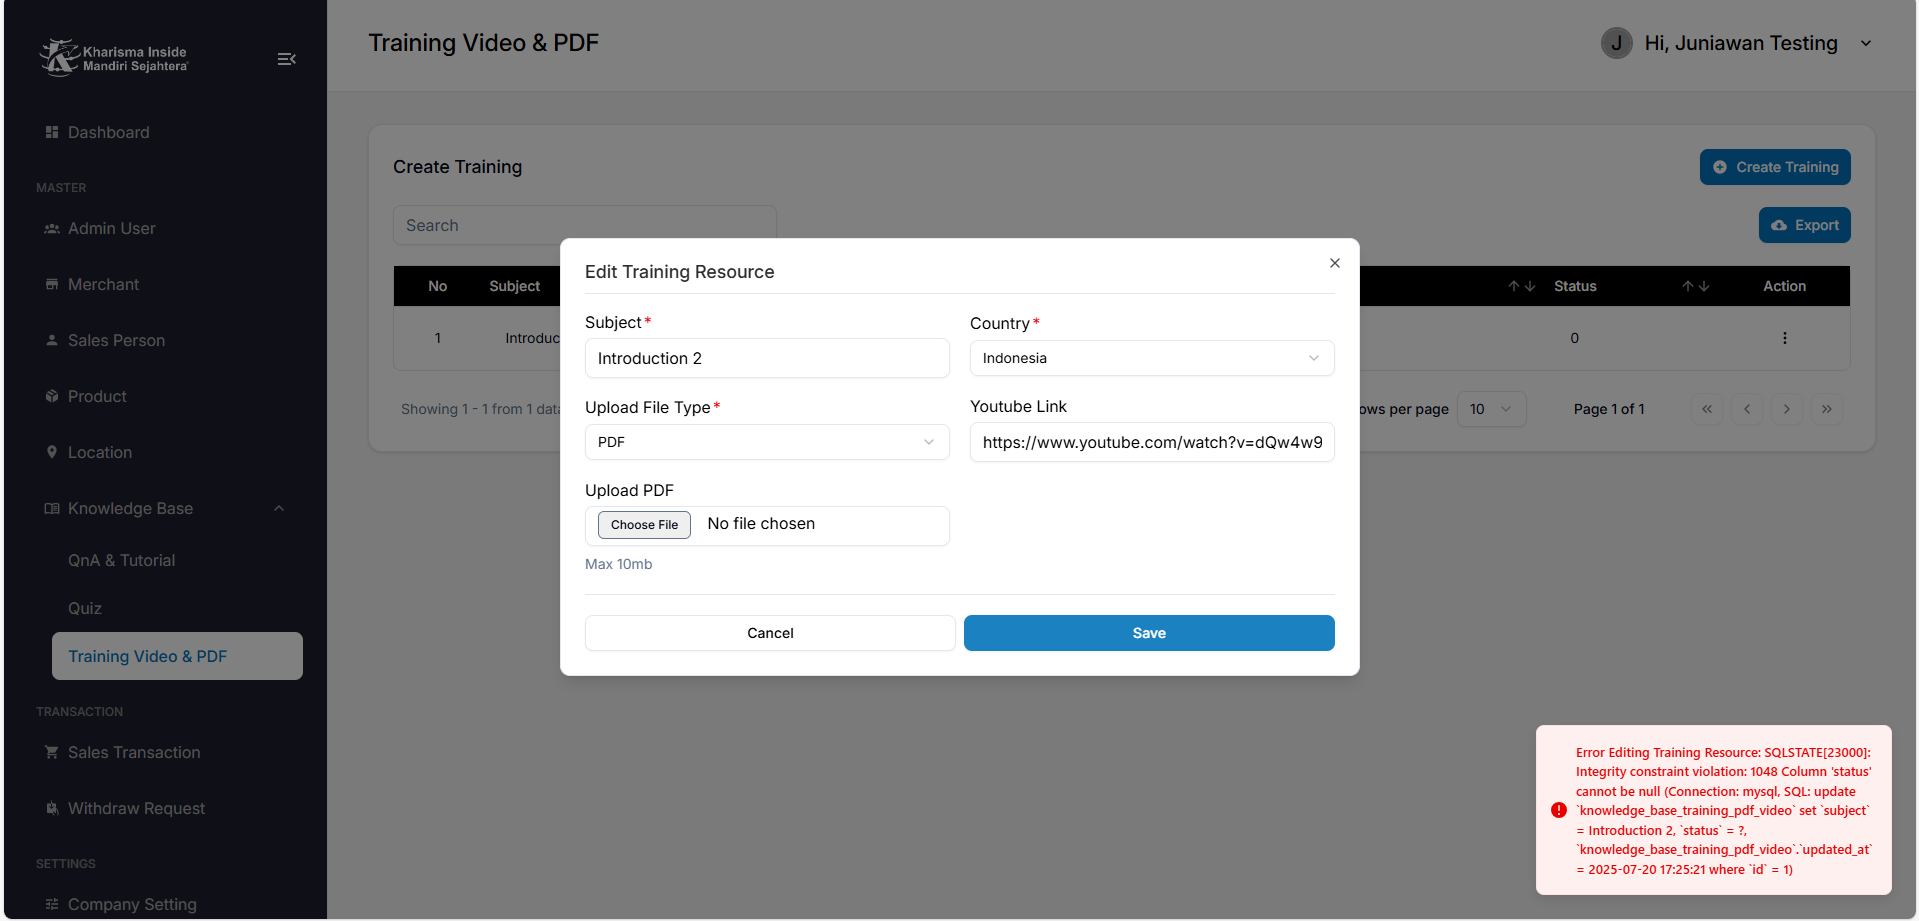 Kharisma Inside
Mandiri Sejahtera
Training Video & PDF
J
Hi, Juniawan Testing
Dashboard
MASTER
Admin User
Merchant
Sales Person
Product
Location
Knowledge Base
QnA & Tutorial
Quiz
Training Video & PDF
TRANSACTION
Sales Transaction
Withdraw Request
SETTINGS
Company Setting
Create Training
Create Training
Search
Export
No
Subject
Status
Action
1
Introduc
0
Showing 1 - 1 from 1 data
ows per page
10
Page 1 of 1
Edit Training Resource
Subject*
Introduction 2
Country*
Indonesia
Upload File Type*
PDF
Youtube Link
https://www.youtube.com/watch?v=dQw4w9
Upload PDF
Choose File
No file chosen
Max 10mb
Cancel
Save
Error Editing Training Resource: SQLSTATE[23000]:
Integrity constraint violation: 1048 Column 'status'
cannot be null (Connection: mysql, SQL: update
`knowledge_base_training_pdf_video` set `subject`
= Introduction 2, `status` = ?,
`knowledge_base_training_pdf_video`.`updated_at`
= 2025-07-20 17:25:21 where `id` = 1)